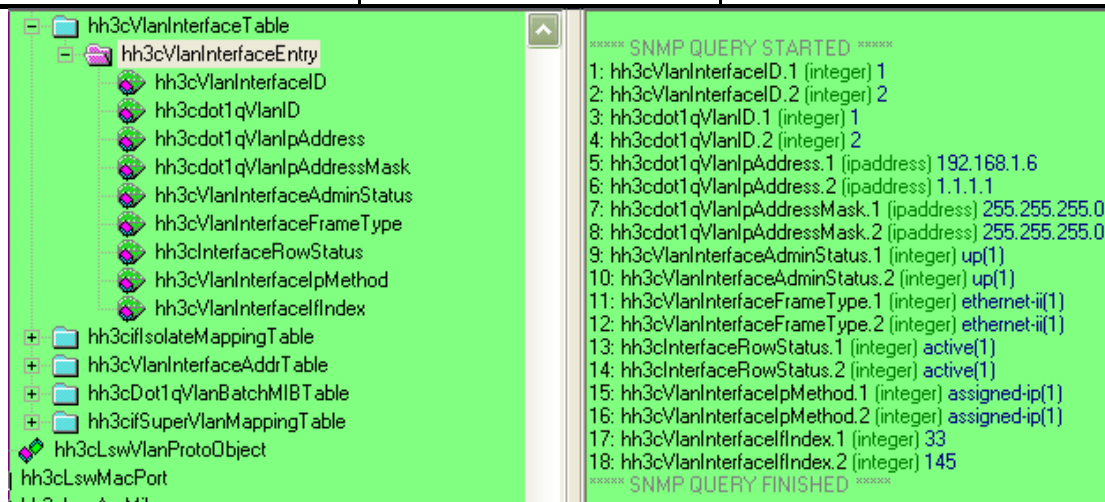 hh3cVlanInterfaceTable
hh3cVlanInterfaceEntry
hh3cVlanInterfaceID
hh3cdot1qVlanID
hh3cdot1qVlanIpAddress
hh3cdot1qVlanIpAddressMask
hh3cVlanInterfaceAdminStatus
hh3cVlanInterfaceFrameType
hh3cInterfaceRowStatus
hh3cVlanInterfaceIpMethod
hh3cVlanInterfaceIfIndex
hh3cifIsolateMappingTable
hh3cVlanInterfaceAddrTable
hh3cDot1qVlanBatchMIBTable
hh3cifSuperVlanMappingTable
hh3cLswVlanProtoObject
hh3cLswMacPort
***** SNMP QUERY STARTED *****
1: hh3cVlanInterfaceID.1 (integer) 1
2: hh3cVlanInterfaceID.2 (integer) 2
3: hh3cdot1qVlanID.1 (integer) 1
4: hh3cdot1qVlanID.2 (integer) 2
5: hh3cdot1qVlanIpAddress.1 (ipaddress) 192.168.1.6
6: hh3cdot1qVlanIpAddress.2 (ipaddress) 1.1.1.1
7: hh3cdot1qVlanIpAddressMask.1 (ipaddress) 255.255.255.0
8: hh3cdot1qVlanIpAddressMask.2 (ipaddress) 255.255.255.0
9: hh3cVlanInterfaceAdminStatus.1 (integer) up(1)
10: hh3cVlanInterfaceAdminStatus.2 (integer) up(1)
11: hh3cVlanInterfaceFrameType.1 (integer) ethernet-ii(1)
12: hh3cVlanInterfaceFrameType.2 (integer) ethernet-ii(1)
13: hh3cInterfaceRowStatus.1 (integer) active(1)
14: hh3cInterfaceRowStatus.2 (integer) active(1)
15: hh3cVlanInterfaceIpMethod.1 (integer) assigned-ip(1)
16: hh3cVlanInterfaceIpMethod.2 (integer) assigned-ip(1)
17: hh3cVlanInterfaceIfIndex.1 (integer) 33
18: hh3cVlanInterfaceIfIndex.2 (integer) 145
***** SNMP QUERY FINISHED *****